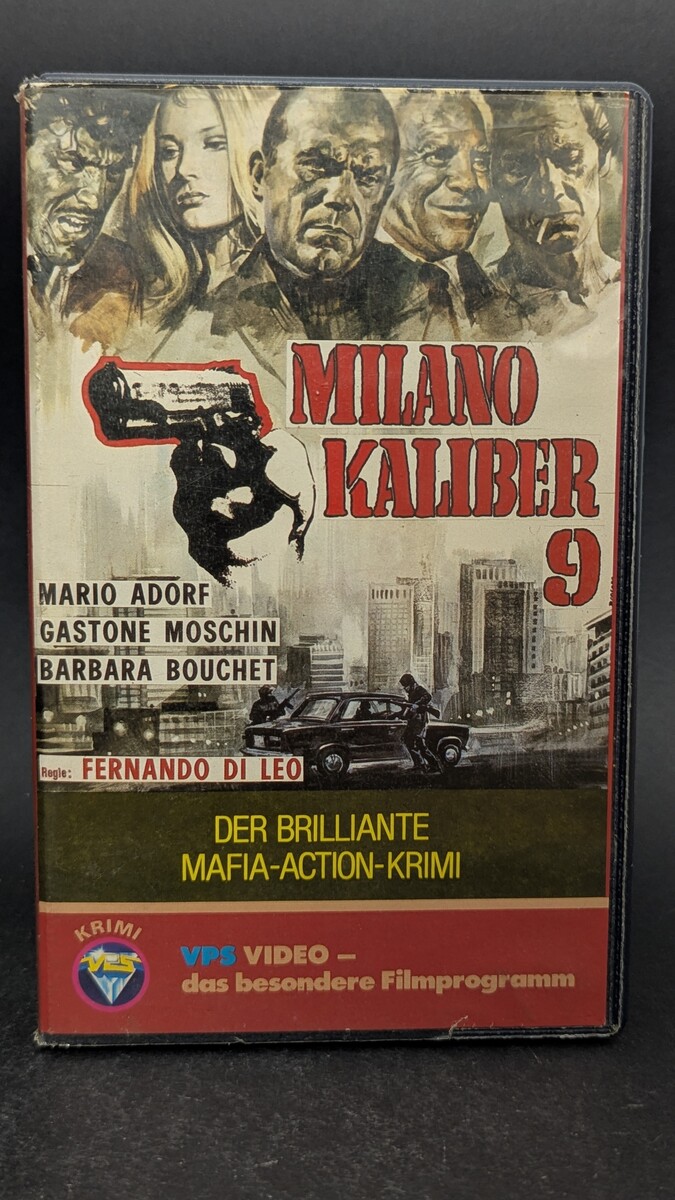 MILANO
KALIBER
9
MARIO ADORF
GASTONE MOSCHIN
BARBARA BOUCHET
Regie: FERNANDO DI LEO
DER BRILLIANTE
MAFIA-ACTION-KRIMI
KRIMI
VPS
VPS VIDEO –
das besondere Filmprogramm